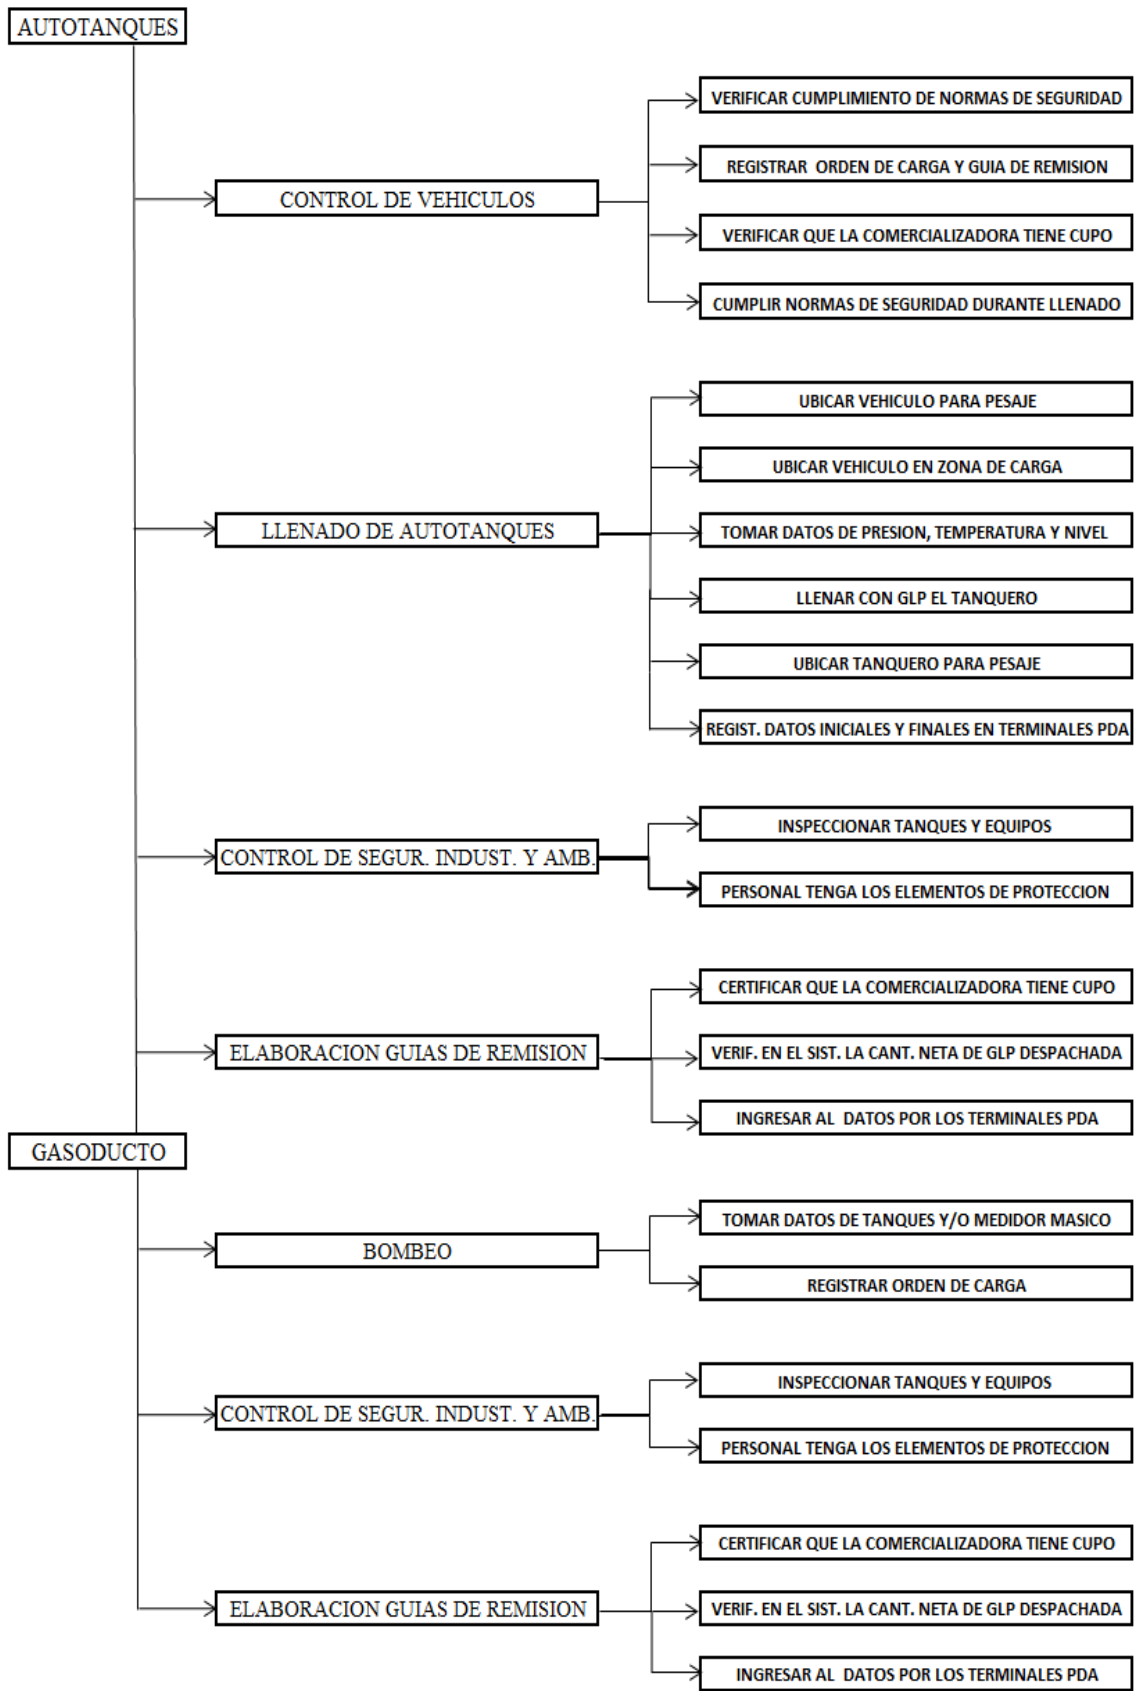 AUTOTANQUES
VERIFICAR CUMPLIMIENTO DE NORMAS DE SEGURIDAD
REGISTRAR ORDEN DE CARGA Y GUIA DE REMISION
CONTROL DE VEHICULOS
VERIFICAR QUE LA COMERCIALIZADORA TIENE CUPO
CUMPLIR NORMAS DE SEGURIDAD DURANTE LLENADO
UBICAR VEHICULO PARA PESAJE
UBICAR VEHICULO EN ZONA DE CARGA
LLENADO DE AUTOTANQUES
TOMAR DATOS DE PRESION, TEMPERATURA Y NIVEL
LLENAR CON GLP EL TANQUERO
UBICAR TANQUERO PARA PESAJE
REGIST. DATOS INICIALES Y FINALES EN TERMINALES PDA
INSPECCIONAR TANQUES Y EQUIPOS
CONTROL DE SEGUR. INDUST. Y AMB.
PERSONAL TENGA LOS ELEMENTOS DE PROTECCION
CERTIFICAR QUE LA COMERCIALIZADORA TIENE CUPO
ELABORACION GUIAS DE REMISION
VERIF. EN EL SIST. LA CANT. NETA DE GLP DESPACHADA
INGRESAR AL DATOS POR LOS TERMINALES PDA
GASODUCTO
TOMAR DATOS DE TANQUES Y/O MEDIDOR MASICO
BOMBEO
REGISTRAR ORDEN DE CARGA
INSPECCIONAR TANQUES Y EQUIPOS
CONTROL DE SEGUR. INDUST. Y AMB.
PERSONAL TENGA LOS ELEMENTOS DE PROTECCION
CERTIFICAR QUE LA COMERCIALIZADORA TIENE CUPO
ELABORACION GUIAS DE REMISION
VERIF. EN EL SIST. LA CANT. NETA DE GLP DESPACHADA
INGRESAR AL DATOS POR LOS TERMINALES PDA